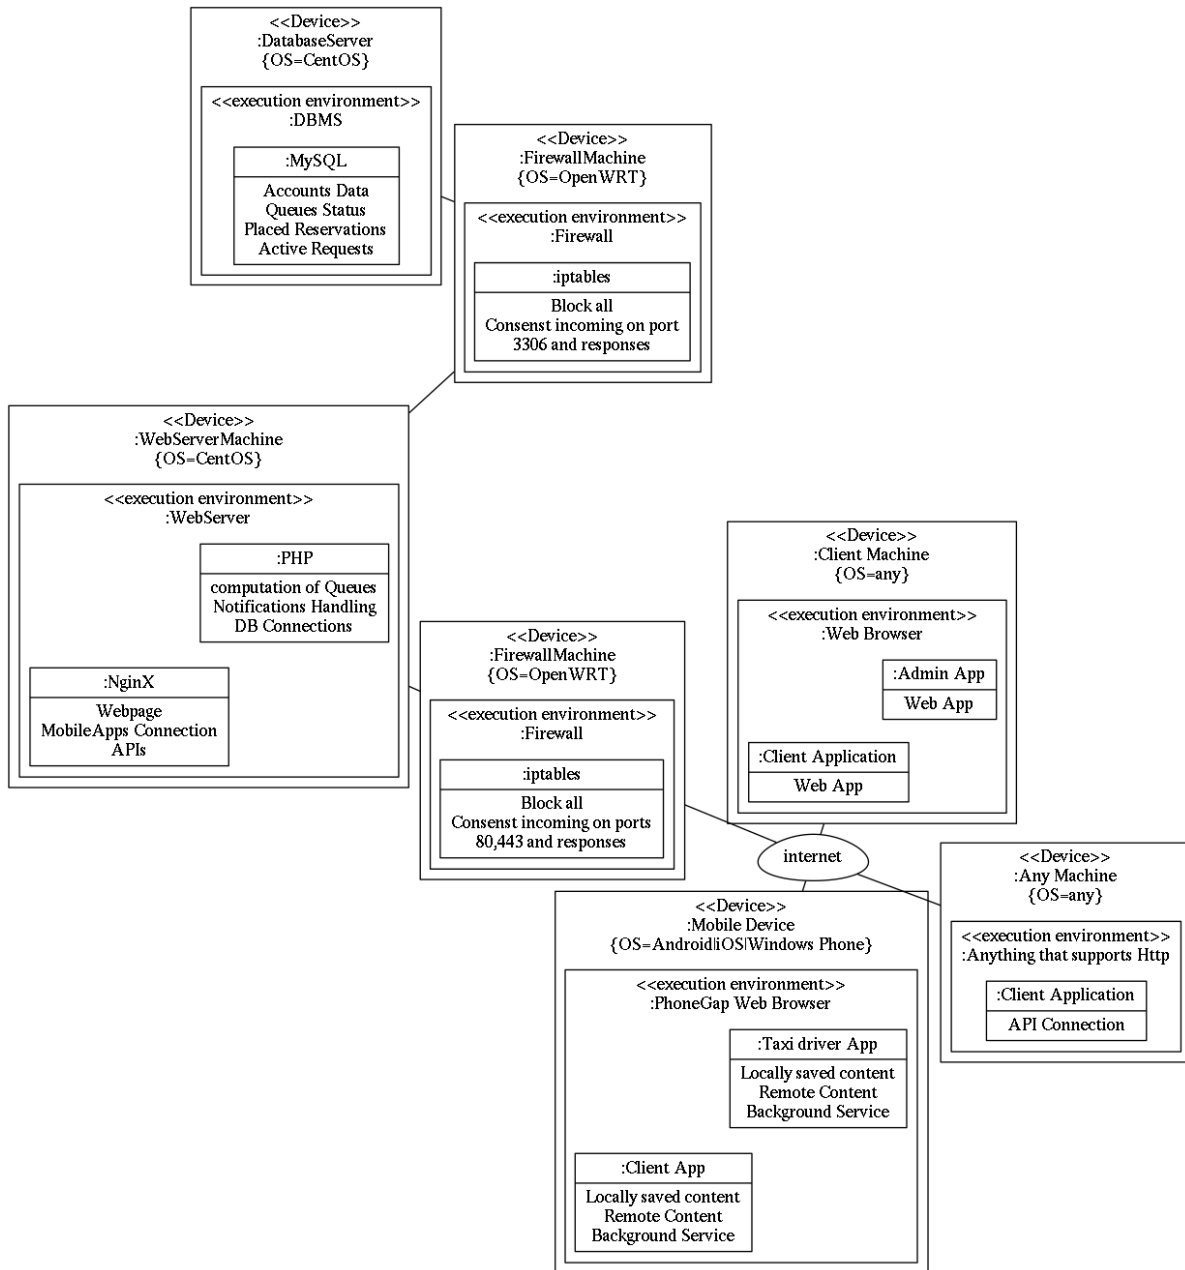 <<Device>>
:DatabaseServer
{OS=CentOS}
<<execution environment>>
:DBMS
:MySQL
Accounts Data
Queues Status
Placed Reservations
Active Requests
<<Device>>
:FirewallMachine
{OS=OpenWRT}
<<execution environment>>
:Firewall
:iptables
Block all
Consenst incoming on port
3306 and responses
<<Device>>
:WebServerMachine
{OS=CentOS}
<<execution environment>>
:WebServer
:PHP
computation of Queues
Notifications Handling
DB Connections
:NginX
Webpage
MobileApps Connection
APIs
<<Device>>
:FirewallMachine
{OS=OpenWRT}
<<execution environment>>
:Firewall
:iptables
Block all
Consenst incoming on ports
80,443 and responses
<<Device>>
:Client Machine
{OS=any}
<<execution environment>>
:Web Browser
:Admin App
Web App
:Client Application
Web App
internet
<<Device>>
:Any Machine
{OS=any}
<<execution environment>>
:Anything that supports Http
:Client Application
API Connection
<<Device>>
:Mobile Device
{OS=Android|iOS|Windows Phone}
<<execution environment>>
:PhoneGap Web Browser
:Taxi driver App
Locally saved content
Remote Content
Background Service
:Client App
Locally saved content
Remote Content
Background Service